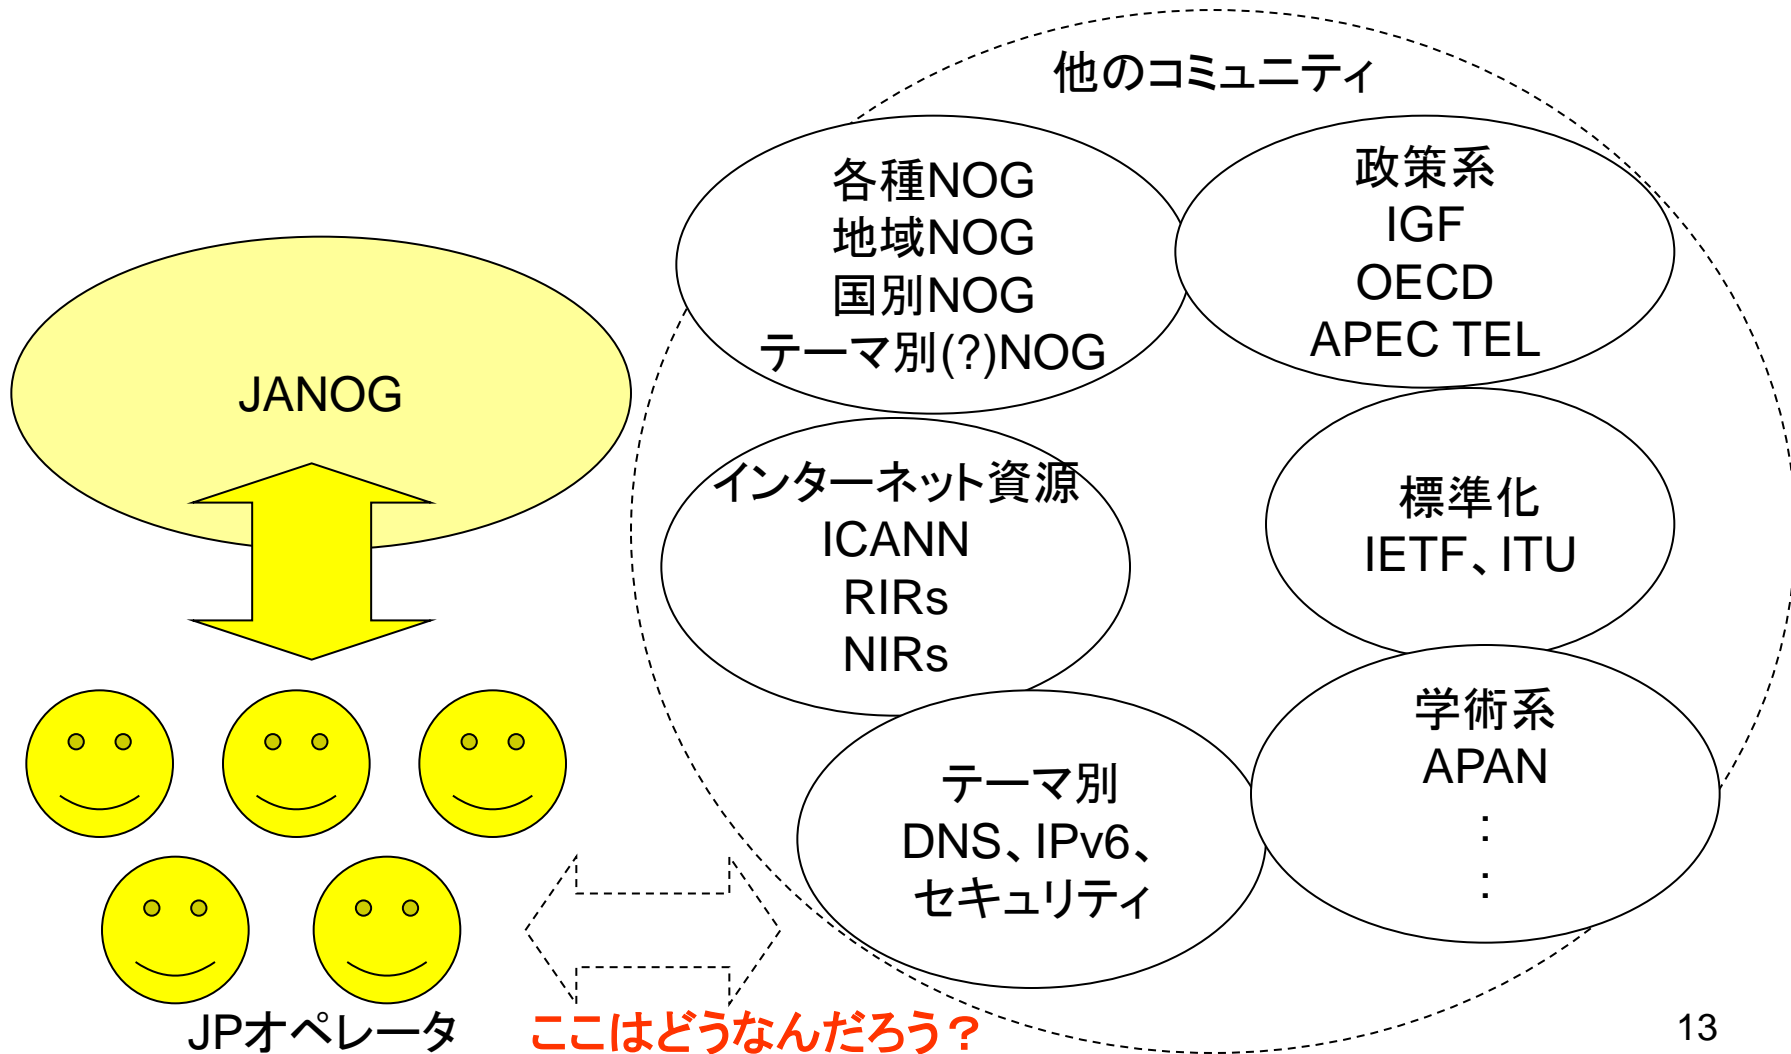 他のコミュニティ
各種NOG
地域NOG
国別NOG
テーマ別(?)NOG
政策系
IGF
OECD
APEC TEL
JANOG
インターネット資源
ICANN
RIRs
NIRs
標準化
IETF、ITU
テーマ別
DNS、IPv6、
セキュリティ
学術系
APAN
:
:
JPオペレータ
ここはどうなんだろう？
13